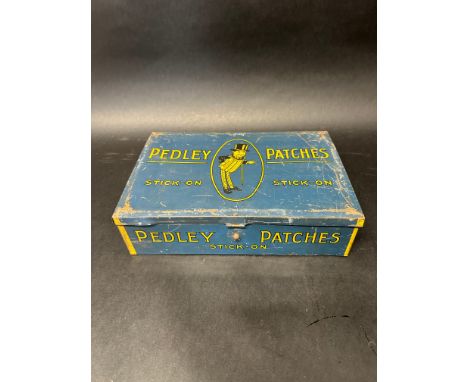 PEDLEY PATCHES
STICK ON STICK ON
PEDLEY PATCHES
STICK-ON